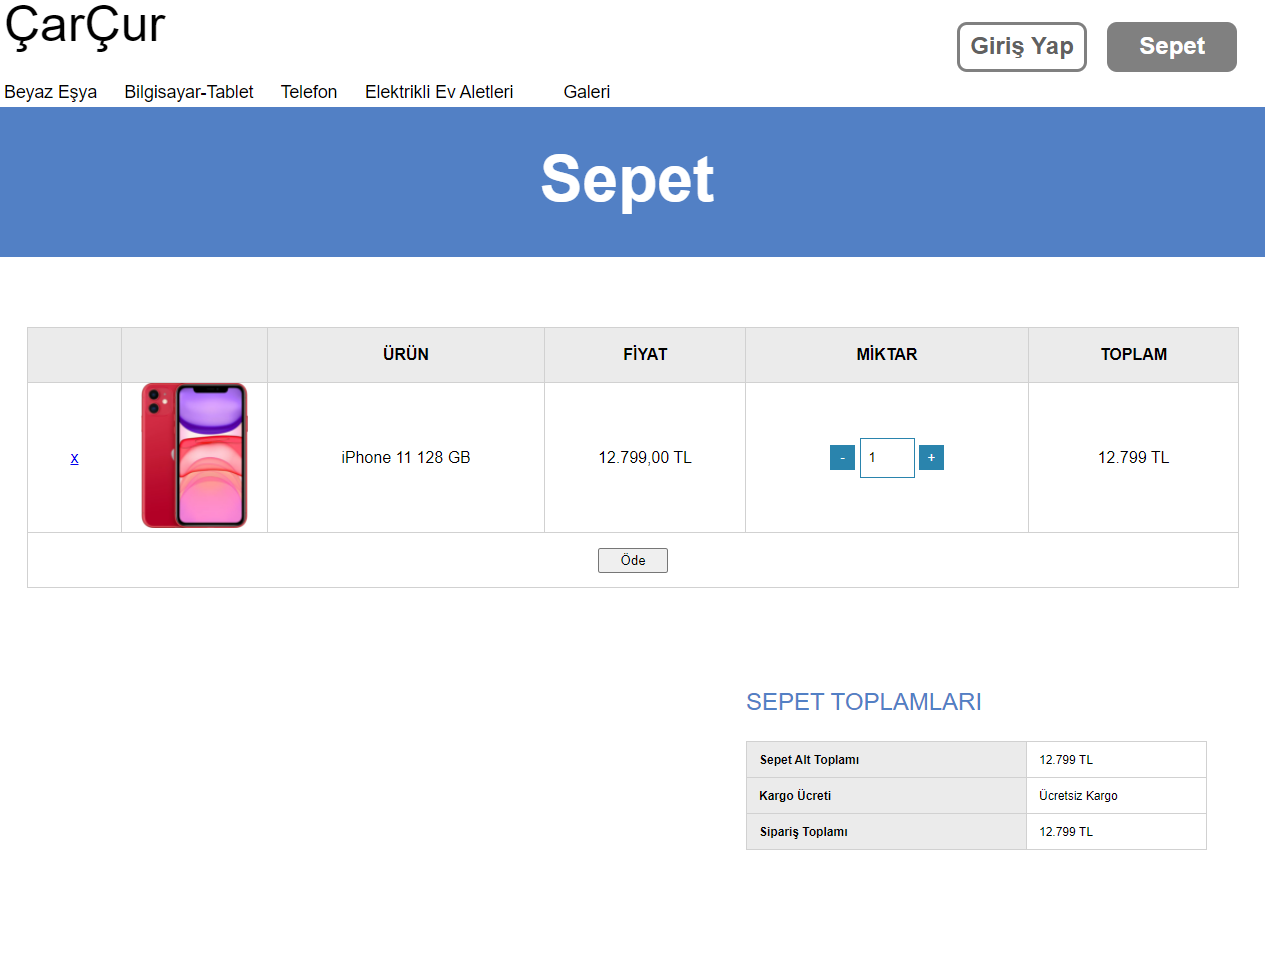 ÇarÇur
Giriş Yap
Sepet
Beyaz Eşya Bilgisayar-Tablet Telefon Elektrikli Ev Aletleri Galeri
Sepet
ÜRÜN FİYAT MİKTAR TOPLAM
x iPhone 11 128 GB 12.799,00 TL - 1 + 12.799 TL
Öde
SEPET TOPLAMLARI
Sepet Alt Toplamı 12.799 TL
Kargo Ücreti Ücretsiz Kargo
Sipariş Toplamı 12.799 TL